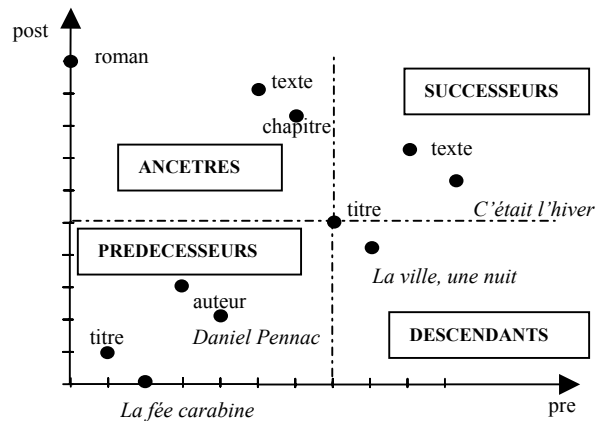 post
roman
texte
SUCCESSEURS
chapitre
texte
ANCETRES
titre
C'était l'hiver
PREDECESSEURS
La ville, une nuit
auteur
titre
Daniel Pennac
DESCENDANTS
La fée carabine
pre